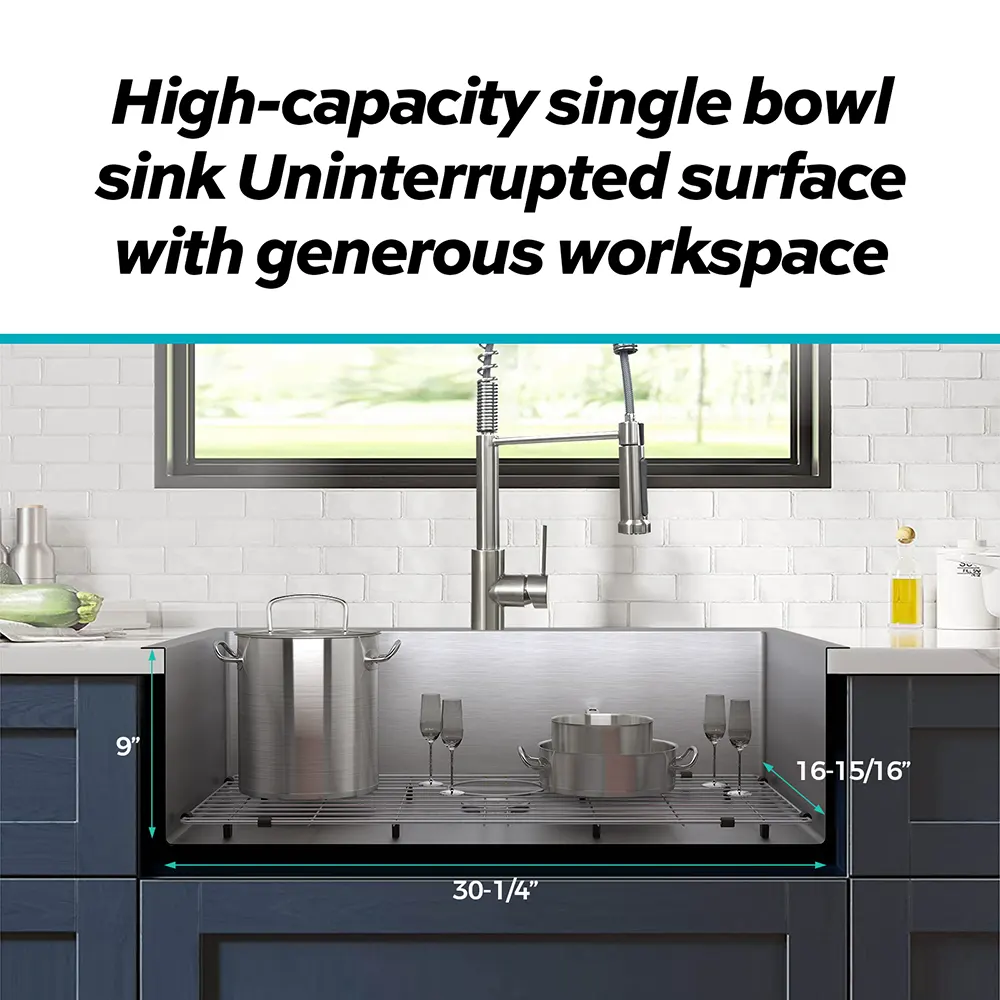 High-capacity single bowl
sink Uninterrupted surface
with generous workspace
9”
16-15/16”
30-1/4”